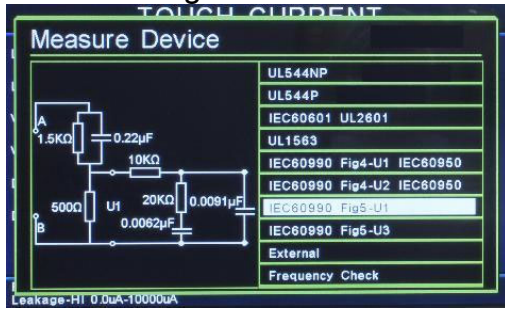 TOUCH CURRENT
Measure Device
UL544NP
UL544P
IEC60601 UL2601
UL1563
IEC60990 Fig4-U1 IEC60950
IEC60990 Fig4-U2 IEC60950
IEC60990 Fig5-U1
IEC60990 Fig5-U3
External
Frequency Check
A
1.5KΩ
0.22μF
10KΩ
500Ω
U1
20KΩ
0.0091μF
0.0062μF
B
Leakage-HI 0.0uA-10000uA